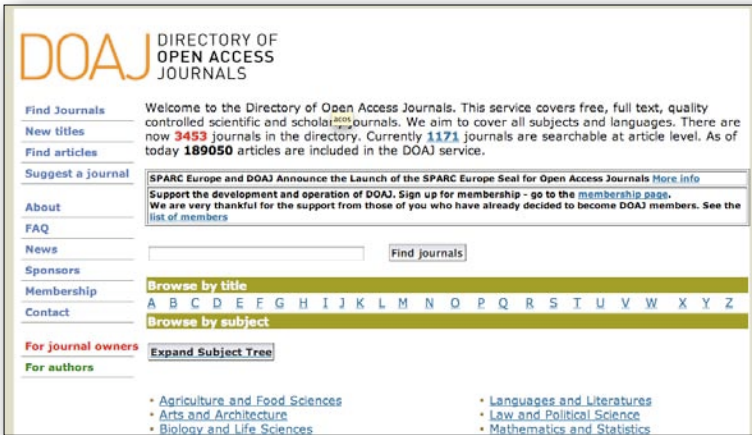 DOAJ
DIRECTORY OF
OPEN ACCESS
JOURNALS
Find Journals
New titles
Find articles
Suggest a journal
About
FAQ
News
Sponsors
Membership
Contact
For journal owners
For authors
Welcome to the Directory of Open Access Journals. This service covers free, full text, quality
controlled scientific and scholarly journals. We aim to cover all subjects and languages. There are
now 3453 journals in the directory. Currently 1171 journals are searchable at article level. As of
today 189050 articles are included in the DOAJ service.
SPARC Europe and DOAJ Announce the Launch of the SPARC Europe Seal for Open Access Journals More info
Support the development and operation of DOAJ. Sign up for membership - go to the membership page.
We are very thankful for the support from those of you who have already decided to become DOAJ members. See the
list of members
Find journals
Browse by title
A B C D E F G H I J K L M N O P Q R S T U V W X Y Z
Browse by subject
Expand Subject Tree
• Agriculture and Food Sciences
• Arts and Architecture
• Biology and Life Sciences
• Languages and Literatures
• Law and Political Science
• Mathematics and Statistics